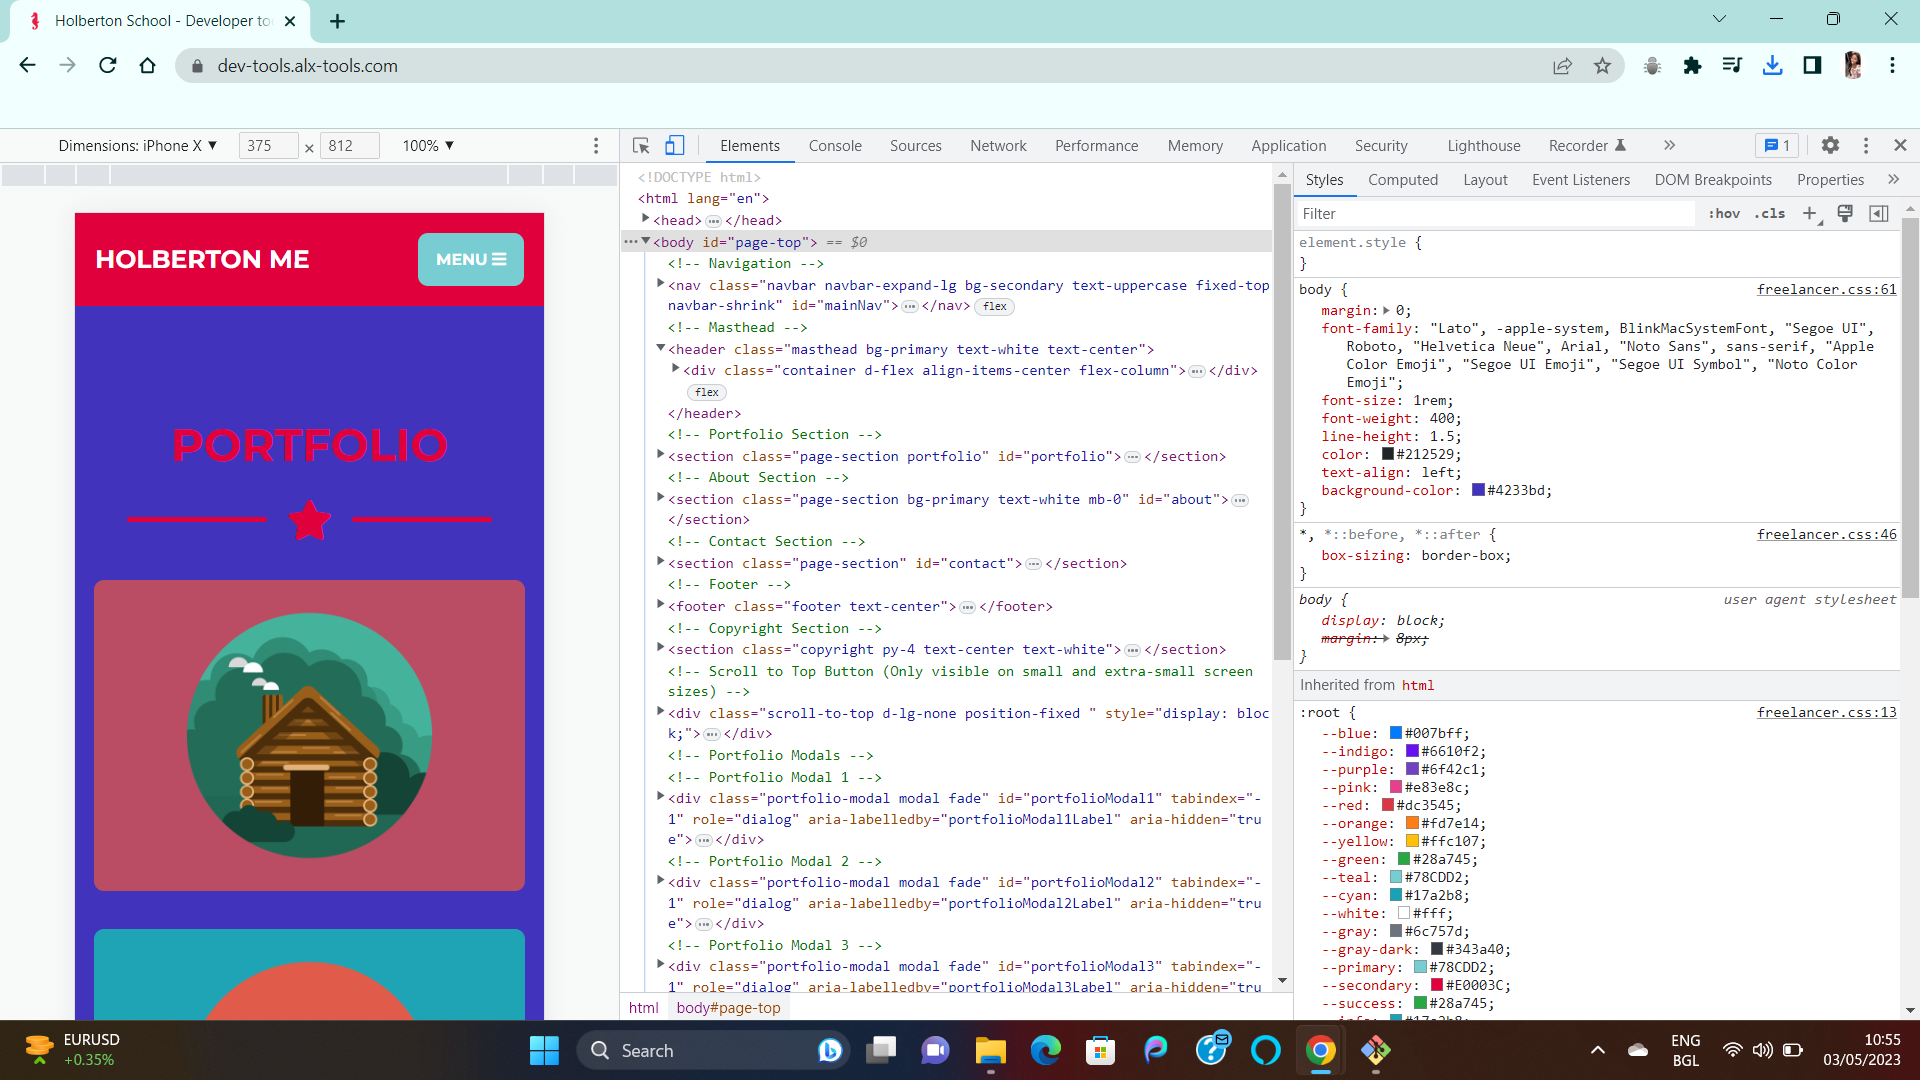 Holberton School - Developer to
dev-tools.alx-tools.com
Dimensions: iPhone X ▼ 375 × 812 100% ▼
HOLBERTON ME
MENU
PORTFOLIO
Elements Console Sources Network Performance Memory Application Security Lighthouse Recorder » 1
<!DOCTYPE html>
<html lang="en">
<head>…</head>
<body id="page-top"> == $0
<!-- Navigation -->
<nav class="navbar navbar-expand-lg bg-secondary text-uppercase fixed-top
navbar-shrink" id="mainNav">…</nav> flex
<!-- Masthead -->
<header class="masthead bg-primary text-white text-center">
<div class="container d-flex align-items-center flex-column">…</div>
flex
</header>
<!-- Portfolio Section -->
<section class="page-section portfolio" id="portfolio">…</section>
<!-- About Section -->
<section class="page-section bg-primary text-white mb-0" id="about">…
</section>
<!-- Contact Section -->
<section class="page-section" id="contact">…</section>
<!-- Footer -->
<footer class="footer text-center">…</footer>
<!-- Copyright Section -->
<section class="copyright py-4 text-center text-white">…</section>
<!-- Scroll to Top Button (Only visible on small and extra-small screen
sizes) -->
<div class="scroll-to-top d-lg-none position-fixed " style="display: bloc
k;">…</div>
<!-- Portfolio Modals -->
<!-- Portfolio Modal 1 -->
<div class="portfolio-modal modal fade" id="portfolioModal1" tabindex="-
1" role="dialog" aria-labelledby="portfolioModal1Label" aria-hidden="tru
e">…</div>
<!-- Portfolio Modal 2 -->
<div class="portfolio-modal modal fade" id="portfolioModal2" tabindex="-
1" role="dialog" aria-labelledby="portfolioModal2Label" aria-hidden="tru
e">…</div>
<!-- Portfolio Modal 3 -->
<div class="portfolio-modal modal fade" id="portfolioModal3" tabindex="-
1" role="dialog" aria-labelledby="portfolioModal3Label" aria-hidden="tru
html body#page-top
Styles Computed Layout Event Listeners DOM Breakpoints Properties »
Filter :hov .cls +
element.style {
}
body { freelancer.css:61
margin: 0;
font-family: "Lato", -apple-system, BlinkMacSystemFont, "Segoe UI",
Roboto, "Helvetica Neue", Arial, "Noto Sans", sans-serif, "Apple
Color Emoji", "Segoe UI Emoji", "Segoe UI Symbol", "Noto Color
Emoji";
font-size: 1rem;
font-weight: 400;
line-height: 1.5;
color: #212529;
text-align: left;
background-color: #4233bd;
}
*, *::before, *::after { freelancer.css:46
box-sizing: border-box;
}
body { user agent stylesheet
display: block;
margin: 8px;
}
Inherited from html
:root { freelancer.css:13
--blue: #007bff;
--indigo: #6610f2;
--purple: #6f42c1;
--pink: #e83e8c;
--red: #dc3545;
--orange: #fd7e14;
--yellow: #ffc107;
--green: #28a745;
--teal: #78CDD2;
--cyan: #17a2b8;
--white: #fff;
--gray: #6c757d;
--gray-dark: #343a40;
--primary: #78CDD2;
--secondary: #E0003C;
--success: #28a745;
--info: #17a2b8;
EURUSD
+0.35%
Search
ENG
BGL
10:55
03/05/2023